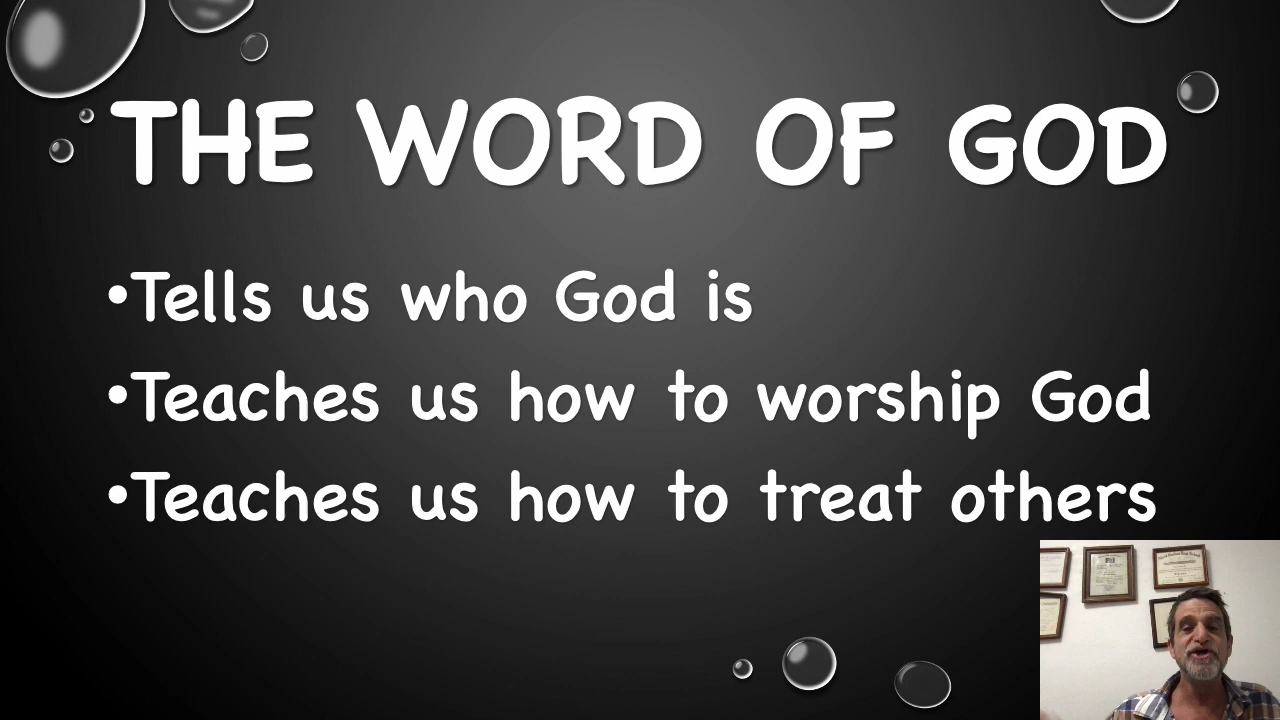 THE WORD OF GOD
•Tells us who God is
•Teaches us how to worship God
•Teaches us how to treat others